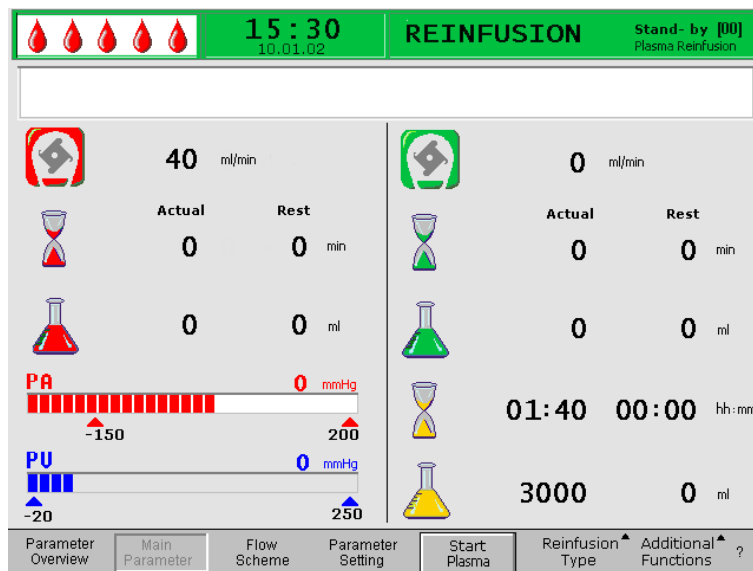 15:30
10.01.02
REINFUSION
Stand- by [00]
Plasma Reinfusion
40 ml/min
Actual Rest
0 0 min
0 0 ml
PA 0 mmHg
-150 200
PV 0 mmHg
-20 250
0 ml/min
Actual Rest
0 0 min
0 0 ml
01:40 00:00 hh:mm
3000 0 ml
Parameter Overview
Main Parameter
Flow Scheme
Parameter Setting
Start Plasma
Reinfusion Type
Additional Functions
?